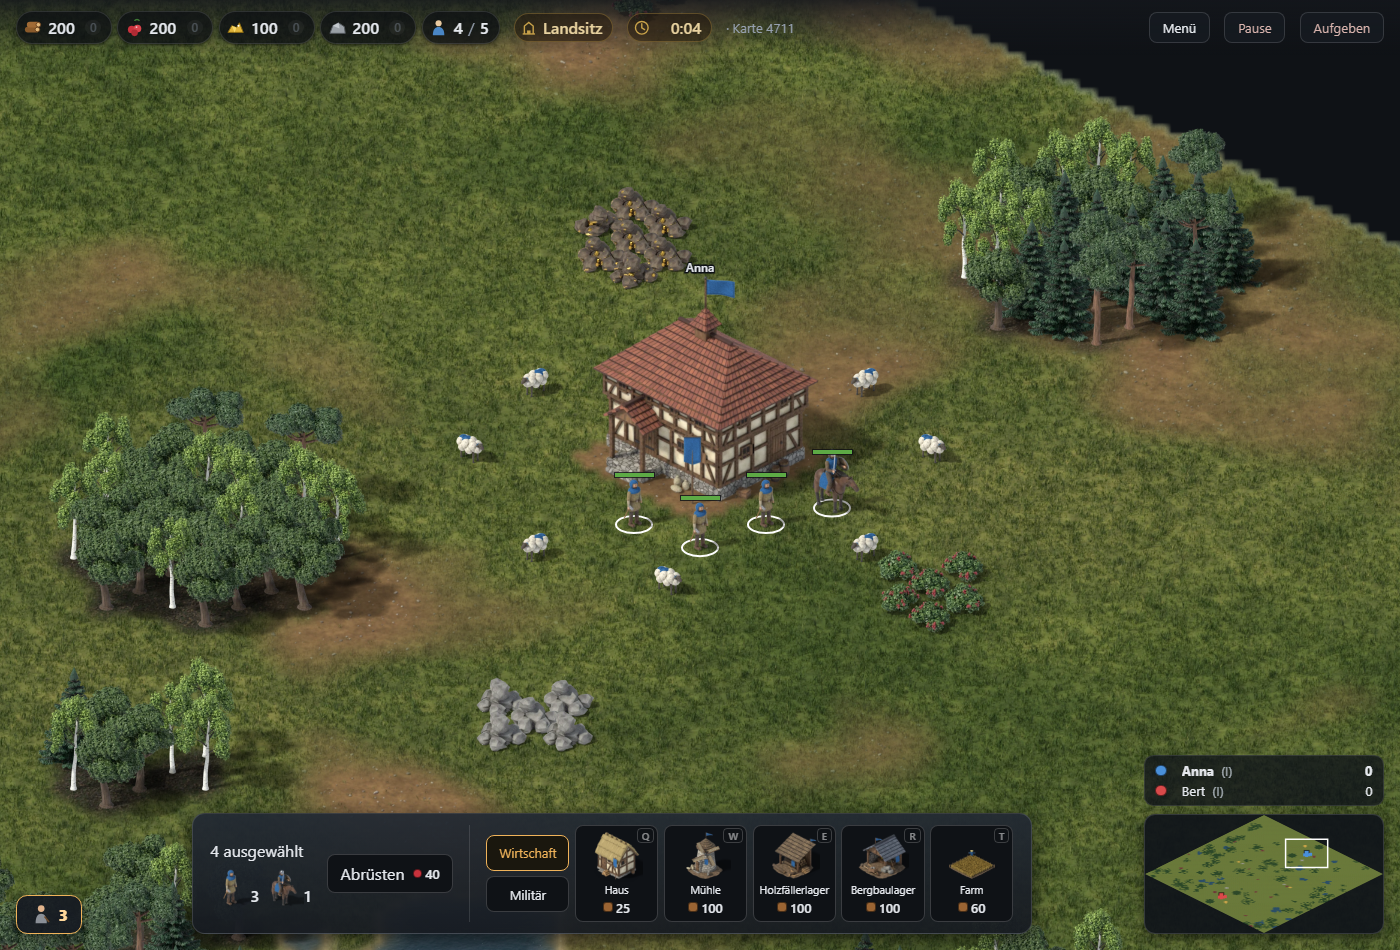 200 0 200 0 100 0 200 0 4 / 5 Landsitz 0:04 · Karte 4711 Menü Pause Aufgeben
Anna
Anna (I) 0
Bert (I) 0
4 ausgewählt
3 1
Abrüsten 40
Wirtschaft
Militär
Q
Haus
25
W
Mühle
100
E
Holzfällerlager
100
R
Bergbaulager
100
T
Farm
60
3